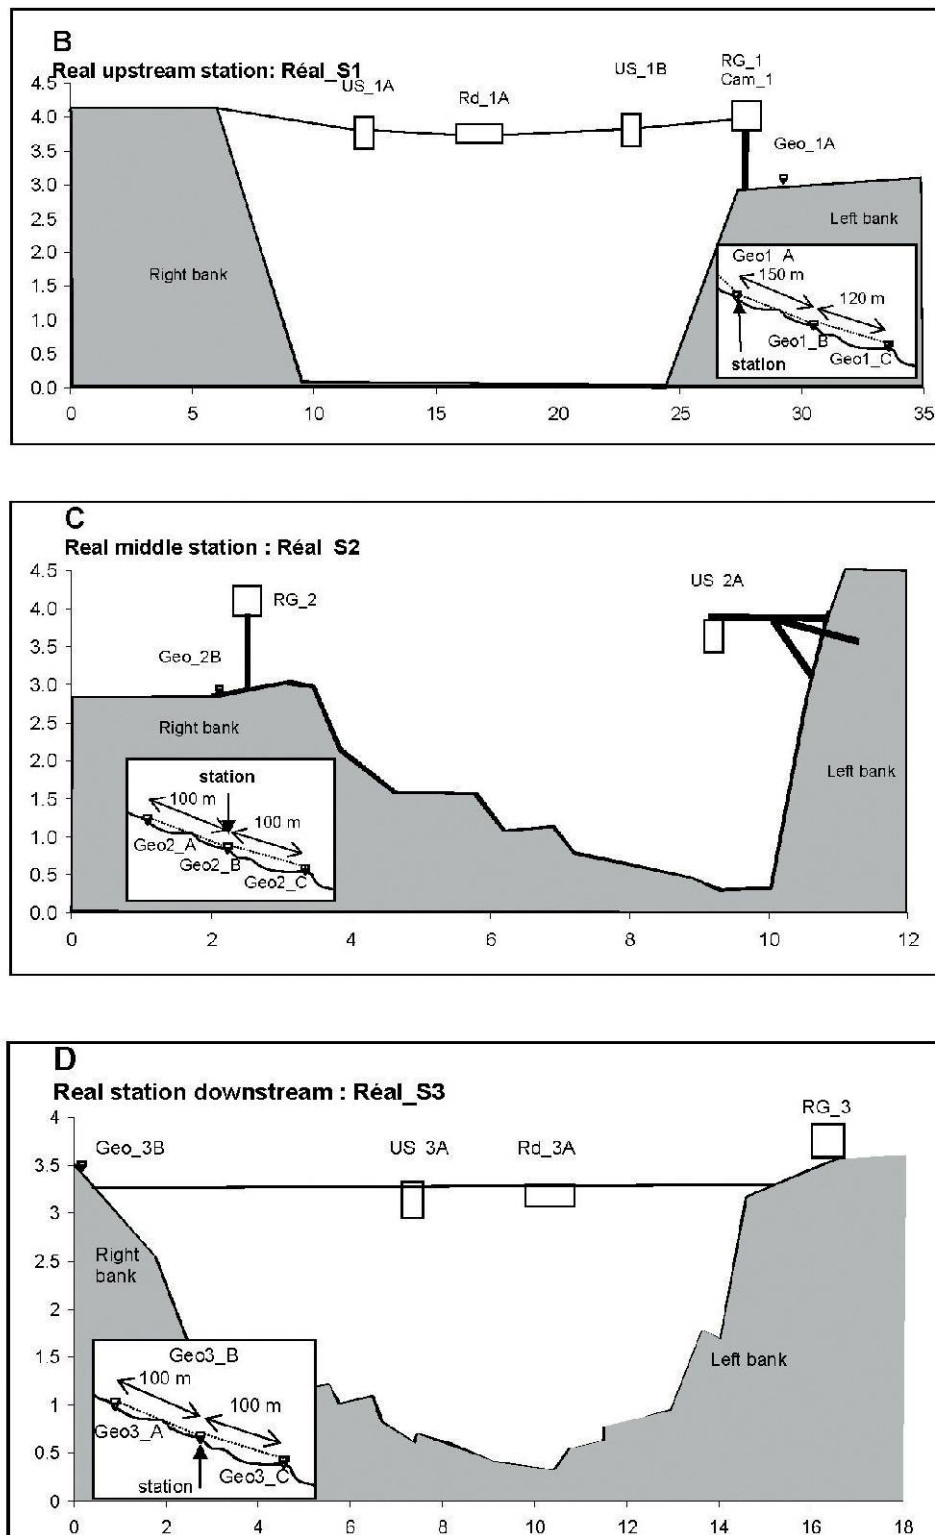 B
Real upstream station: Réal_S1
RG_1
US_1A
Rd_1A
US_1B
Cam_1
Geo_1A
4.5
4.0
3.5
3.0
2.5
2.0
1.5
1.0
0.5
0.0
Right bank
Left bank
Geo1_A
150 m
120 m
Geo1_B
station
Geo1_C
0 5 10 15 20 25 30 35
C
Real middle station : Réal S2
US 2A
RG_2
Geo_2B
4.5
4.0
3.5
3.0
2.5
2.0
1.5
1.0
0.5
0.0
Right bank
Left bank
station
100 m
100 m
Geo2_A
Geo2_B
Geo2_C
0 2 4 6 8 10 12
D
Real station downstream : Réal_S3
RG_3
Geo_3B
US 3A
Rd_3A
4
3.5
3
2.5
2
1.5
1
0.5
0
Right
bank
Left bank
Geo3_B
100 m
100 m
Geo3_A
Geo3_C
station
0 2 4 6 8 10 12 14 16 18